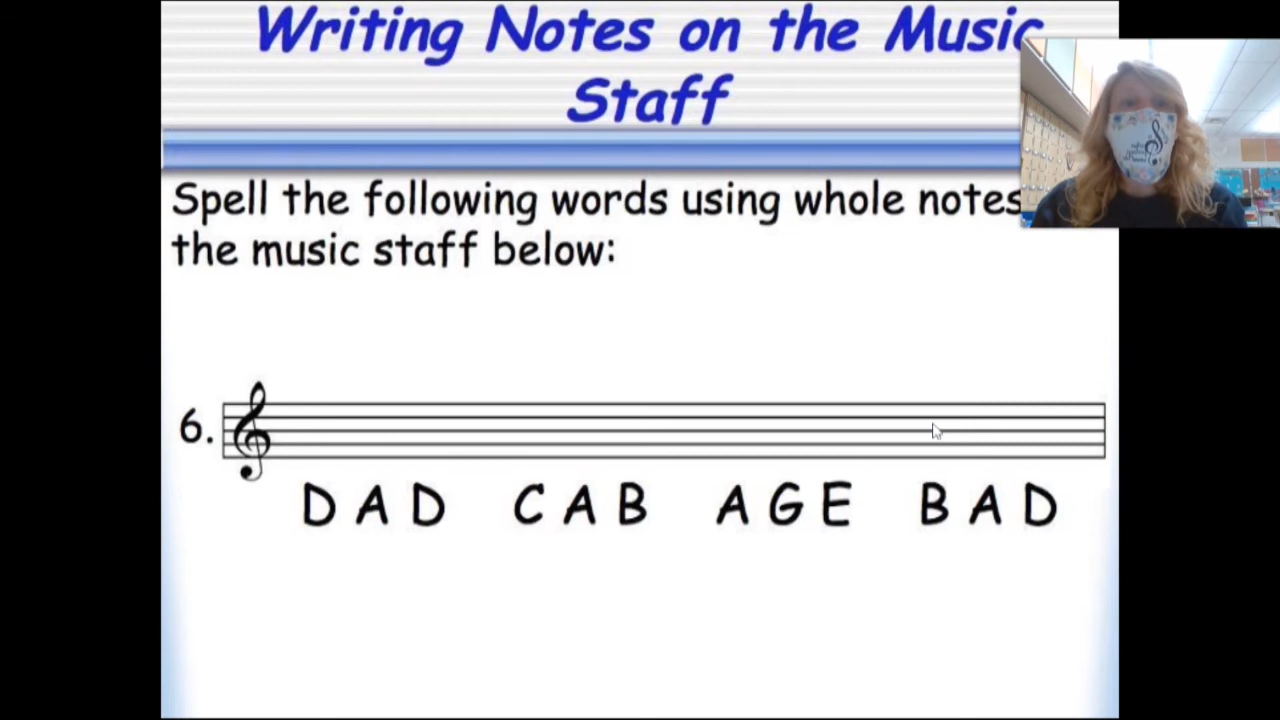 Writing Notes on the Music
Staff
Spell the following words using whole notes
the music staff below:
6.
D A D C A B A G E B A D